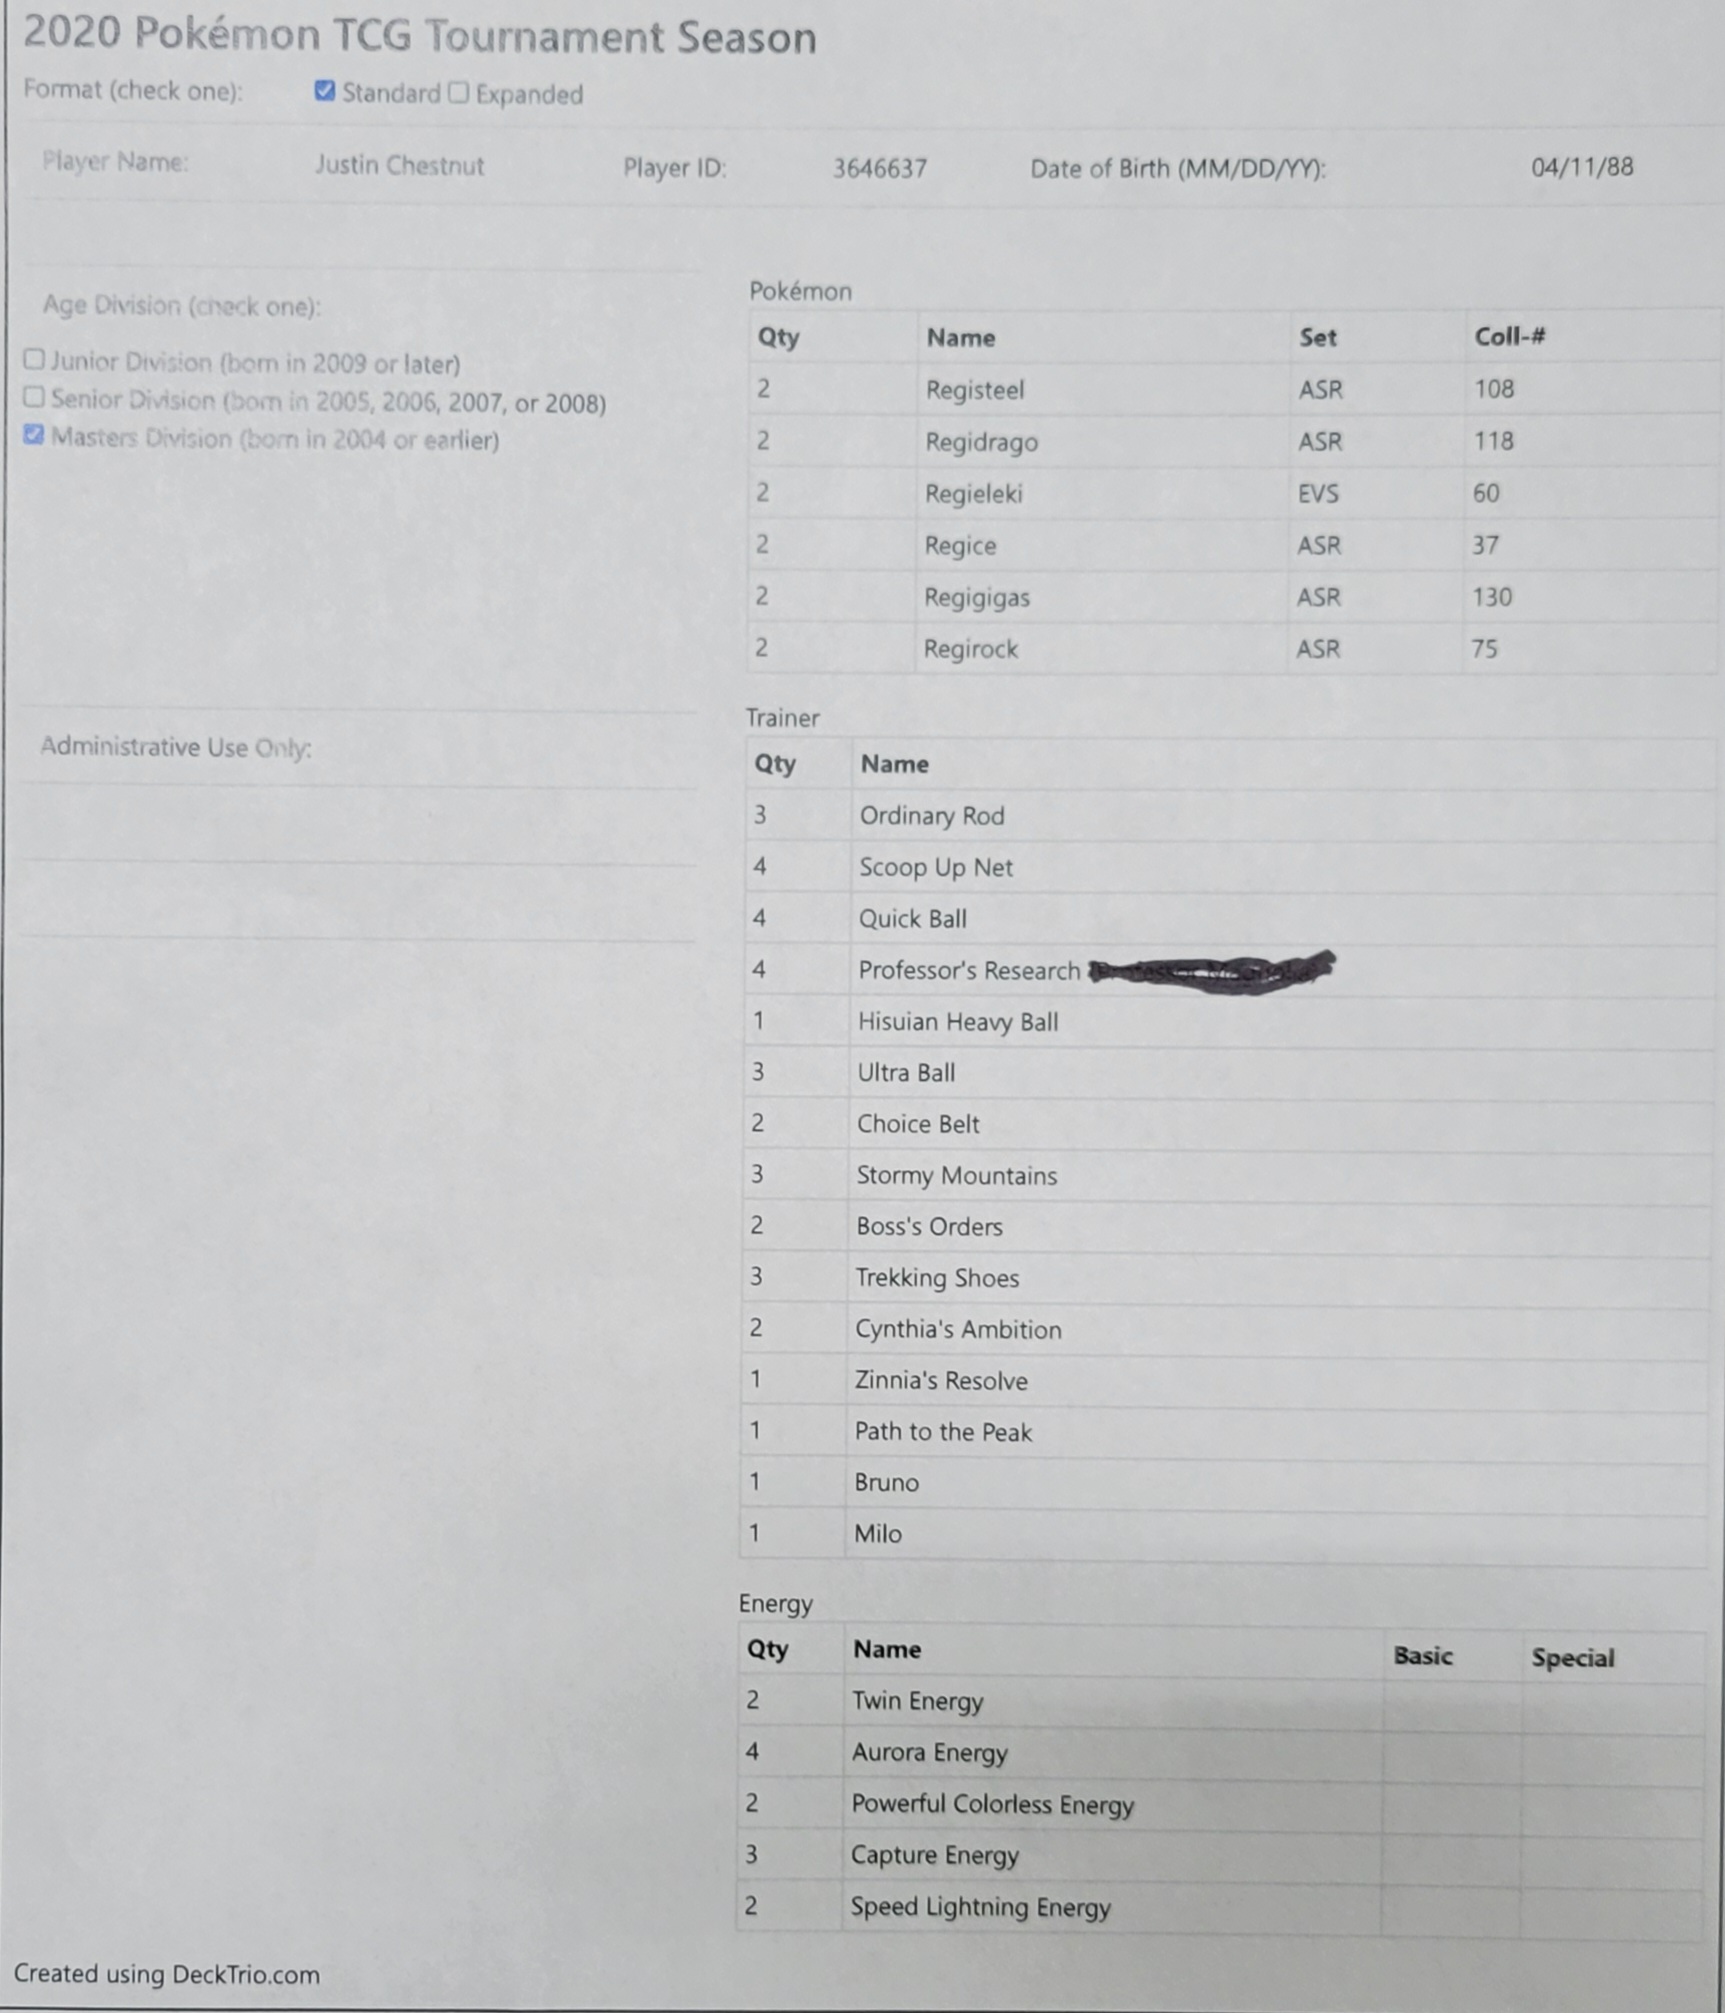 2020 Pokémon TCG Tournament Season
Format (check one): Standard Expanded
Player Name: Justin Chestnut Player ID: 3646637 Date of Birth (MM/DD/YY): 04/11/88
Age Division (check one):
Junior Division (born in 2009 or later)
Senior Division (born in 2005, 2006, 2007, or 2008)
Masters Division (born in 2004 or earlier)
Administrative Use Only:
Pokémon
Qty Name Set Coll-#
2 Registeel ASR 108
2 Regidrago ASR 118
2 Regieleki EVS 60
2 Regice ASR 37
2 Regigigas ASR 130
2 Regirock ASR 75
Trainer
Qty Name
3 Ordinary Rod
4 Scoop Up Net
4 Quick Ball
4 Professor's Research
1 Hisuian Heavy Ball
3 Ultra Ball
2 Choice Belt
3 Stormy Mountains
2 Boss's Orders
3 Trekking Shoes
2 Cynthia's Ambition
1 Zinnia's Resolve
1 Path to the Peak
1 Bruno
1 Milo
Energy
Qty Name Basic Special
2 Twin Energy
4 Aurora Energy
2 Powerful Colorless Energy
3 Capture Energy
2 Speed Lightning Energy
Created using DeckTrio.com